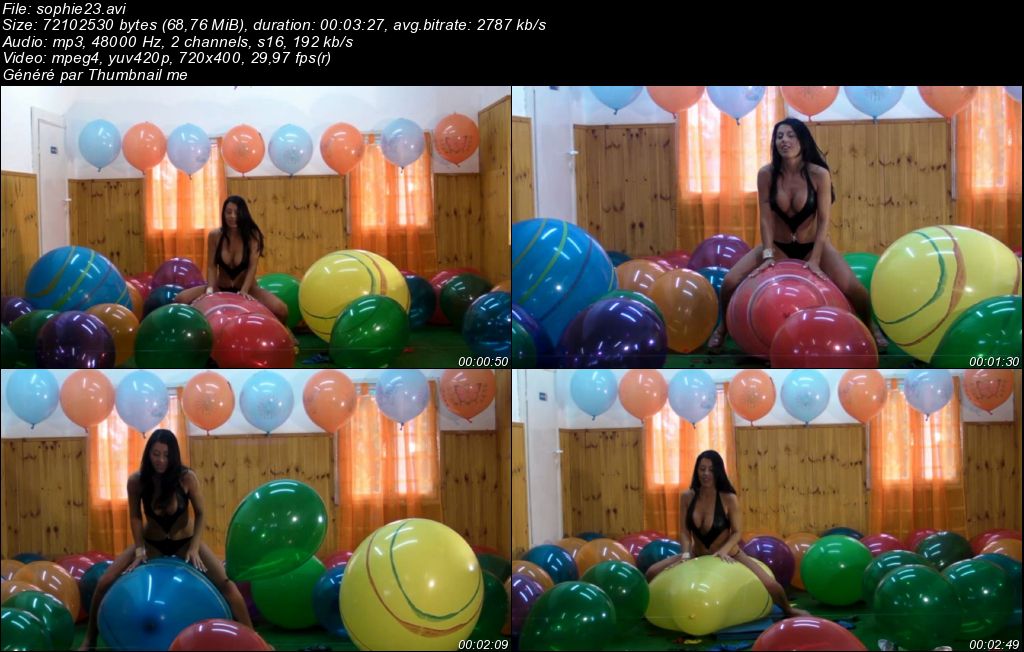 File: sophie23.avi
Size: 72102530 bytes (68,76 MiB), duration: 00:03:27, avg.bitrate: 2787 kb/s
Audio: mp3, 48000 Hz, 2 channels, s16, 192 kb/s
Video: mpeg4, yuv420p, 720x400, 29,97 fps(r)
Généré par Thumbnail me
00:00:50
00:01:30
00:02:09
00:02:49